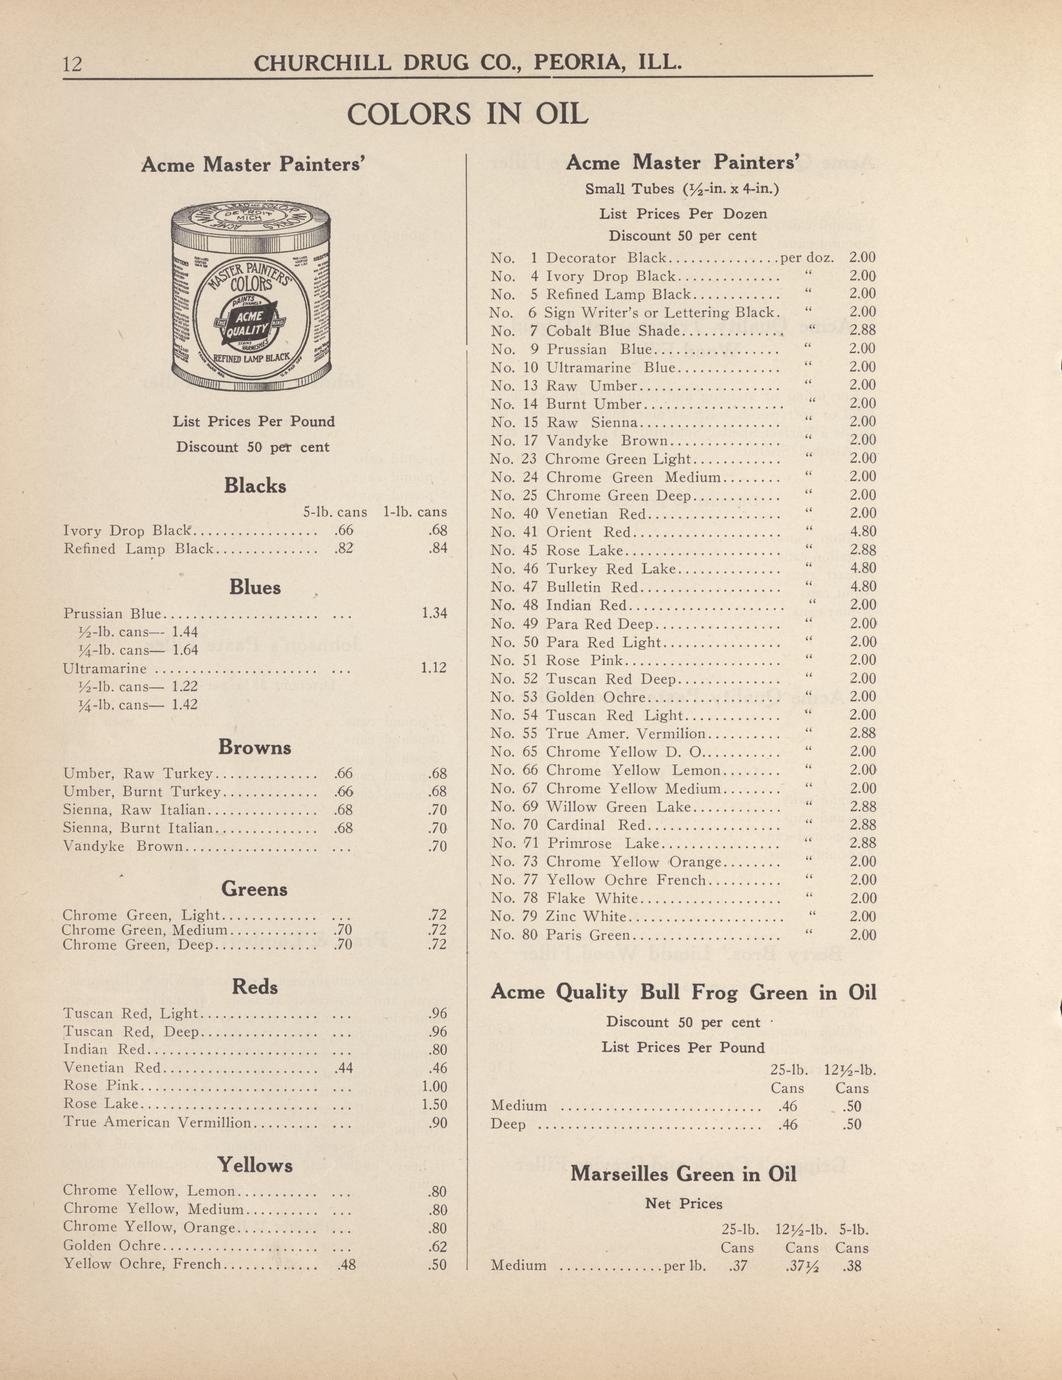 12
CHURCHILL DRUG CO., PEORIA, ILL.
COLORS IN OIL
Acme Master Painters'
DETROIT
MICH
MASTER PAINTERS'
COLORS
PAINTS
ENAMELS
ACME
QUALITY
STAINS
VARNISHES
REFINED LAMP BLACK
List Prices Per Pound
Discount 50 per cent
Blacks
5-lb. cans 1-lb. cans
Ivory Drop Black................. .66 .68
Refined Lamp Black.............. .82 .84
Blues
Prussian Blue..................... ... 1.34
½-lb. cans— 1.44
¼-lb. cans— 1.64
Ultramarine ...................... ... 1.12
½-lb. cans— 1.22
¼-lb. cans— 1.42
Browns
Umber, Raw Turkey.............. .66 .68
Umber, Burnt Turkey............. .66 .68
Sienna, Raw Italian............... .68 .70
Sienna, Burnt Italian.............. .68 .70
Vandyke Brown.................. ... .70
Greens
Chrome Green, Light............. ... .72
Chrome Green, Medium............ .70 .72
Chrome Green, Deep.............. .70 .72
Reds
Tuscan Red, Light................ ... .96
Tuscan Red, Deep................ ... .96
Indian Red....................... ... .80
Venetian Red..................... .44 .46
Rose Pink........................ ... 1.00
Rose Lake........................ ... 1.50
True American Vermillion......... ... .90
Yellows
Chrome Yellow, Lemon........... ... .80
Chrome Yellow, Medium.......... ... .80
Chrome Yellow, Orange........... ... .80
Golden Ochre..................... ... .62
Yellow Ochre, French............. .48 .50
Acme Master Painters'
Small Tubes (½-in. x 4-in.)
List Prices Per Dozen
Discount 50 per cent
No. 1 Decorator Black...............per doz. 2.00
No. 4 Ivory Drop Black.............. “ 2.00
No. 5 Refined Lamp Black............ “ 2.00
No. 6 Sign Writer's or Lettering Black. “ 2.00
No. 7 Cobalt Blue Shade.............. “ 2.88
No. 9 Prussian Blue................. “ 2.00
No. 10 Ultramarine Blue.............. “ 2.00
No. 13 Raw Umber................... “ 2.00
No. 14 Burnt Umber................... “ 2.00
No. 15 Raw Sienna................... “ 2.00
No. 17 Vandyke Brown............... “ 2.00
No. 23 Chrome Green Light............ “ 2.00
No. 24 Chrome Green Medium........ “ 2.00
No. 25 Chrome Green Deep............ “ 2.00
No. 40 Venetian Red.................. “ 2.00
No. 41 Orient Red.................... “ 4.80
No. 45 Rose Lake..................... “ 2.88
No. 46 Turkey Red Lake.............. “ 4.80
No. 47 Bulletin Red................... “ 4.80
No. 48 Indian Red..................... “ 2.00
No. 49 Para Red Deep................. “ 2.00
No. 50 Para Red Light................ “ 2.00
No. 51 Rose Pink..................... “ 2.00
No. 52 Tuscan Red Deep.............. “ 2.00
No. 53 Golden Ochre.................. “ 2.00
No. 54 Tuscan Red Light............. “ 2.00
No. 55 True Amer. Vermilion.......... “ 2.88
No. 65 Chrome Yellow D. O........... “ 2.00
No. 66 Chrome Yellow Lemon........ “ 2.00
No. 67 Chrome Yellow Medium........ “ 2.00
No. 69 Willow Green Lake............ “ 2.88
No. 70 Cardinal Red.................. “ 2.88
No. 71 Primrose Lake................ “ 2.88
No. 73 Chrome Yellow Orange........ “ 2.00
No. 77 Yellow Ochre French.......... “ 2.00
No. 78 Flake White................... “ 2.00
No. 79 Zinc White..................... “ 2.00
No. 80 Paris Green.................... “ 2.00
Acme Quality Bull Frog Green in Oil
Discount 50 per cent
List Prices Per Pound
25-lb. 12½-lb.
Cans Cans
Medium ........................... .46 .50
Deep .............................. .46 .50
Marseilles Green in Oil
Net Prices
25-lb. 12½-lb. 5-lb.
Cans Cans Cans
Medium ..............per lb. .37 .37½ .38